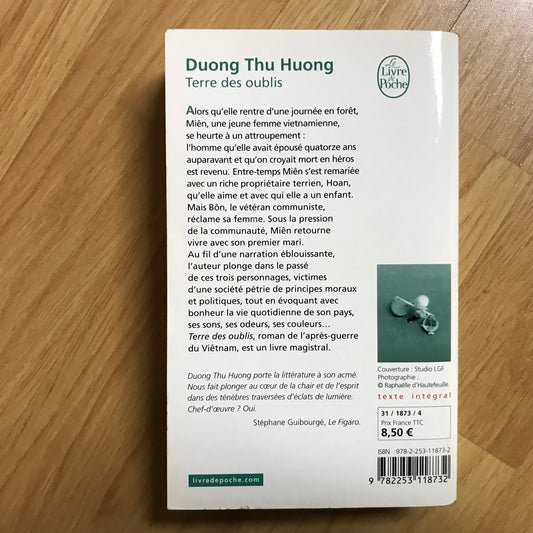 Duong Thu Huong
Terre des oublis
Le
Livre
de
Poche
Alors qu'elle rentre d'une journée en forêt,
Miên, une jeune femme vietnamienne,
se heurte à un attroupement :
l'homme qu'elle avait épousé quatorze ans
auparavant et qu'on croyait mort en héros
est revenu. Entre-temps Miên s'est remariée
avec un riche propriétaire terrien, Hoan,
qu'elle aime et avec qui elle a un enfant.
Mais Bôn, le vétéran communiste,
réclame sa femme. Sous la pression
de la communauté, Miên retourne
vivre avec son premier mari.
Au fil d'une narration éblouissante,
l'auteur plonge dans le passé
de ces trois personnages, victimes
d'une société pétrie de principes moraux
et politiques, tout en évoquant avec
bonheur la vie quotidienne de son pays,
ses sons, ses odeurs, ses couleurs...
Terre des oublis, roman de l'après-guerre
du Viêtnam, est un livre magistral.
Duong Thu Huong porte la littérature à son acmé.
Nous fait plonger au cœur de la chair et de l'esprit
dans des ténèbres traversées d'éclats de lumière.
Chef-d'œuvre ? Oui.
Stéphane Guibourgé, Le Figaro.
livredepoche.com
Couverture : Studio LGF.
Photographie :
© Raphaëlle d'Hautefeuille.
texte intégral
31 / 1873 / 4
Prix France TTC
8,50 €
ISBN 978-2-253-11873-2
9 782253 118732